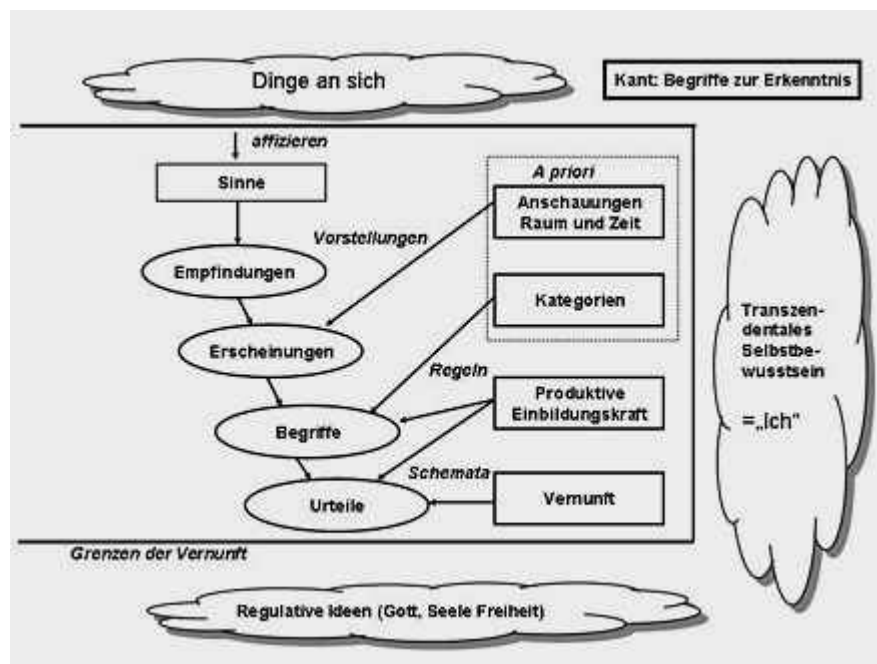 Dinge an sich
Kant: Begriffe zur Erkenntnis
affizieren
Sinne
A priori
Anschauungen
Raum und Zeit
Vorstellungen
Empfindungen
Kategorien
Transzen-
dentales
Selbstbe-
wusstsein
=„ich“
Erscheinungen
Regeln
Produktive
Einbildungskraft
Begriffe
Schemata
Vernunft
Urteile
Grenzen der Vernunft
Regulative Ideen (Gott, Seele Freiheit)